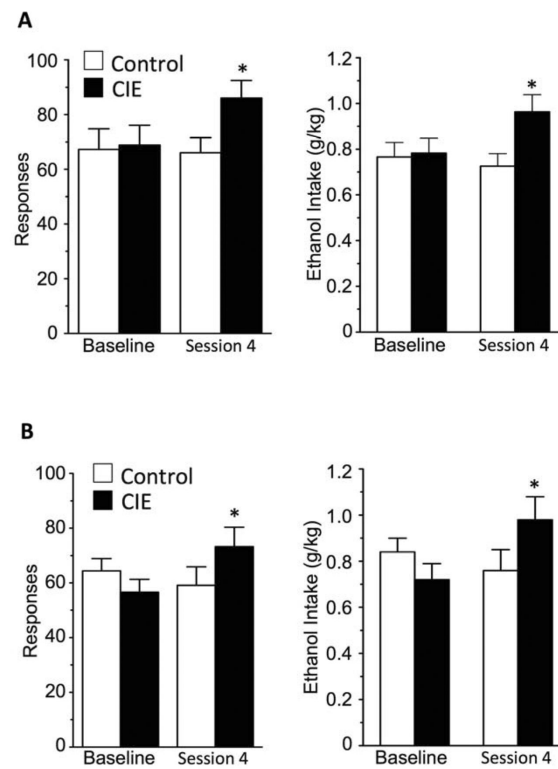 A
Control
CIE
*
*
Responses
100
80
60
40
20
0
Baseline
Session 4
Ethanol Intake (g/kg)
1.2
1.0
0.8
0.6
0.4
0.2
0
Baseline
Session 4
B
Control
CIE
*
*
Responses
100
80
60
40
20
0
Baseline
Session 4
Ethanol Intake (g/kg)
1.2
1.0
0.8
0.6
0.4
0.2
0
Baseline
Session 4